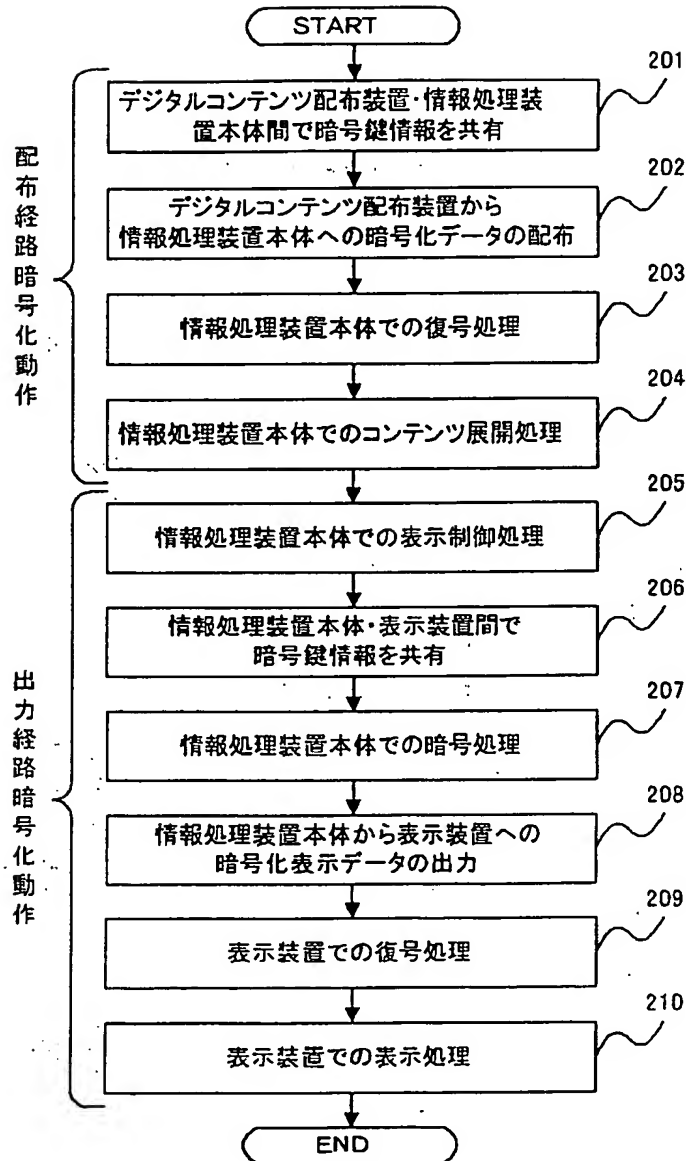 START
201
デジタルコンテンツ配布装置・情報処理装
置本体間で暗号鍵情報を共有
202
デジタルコンテンツ配布装置から
情報処理装置本体への暗号化データの配布
203
情報処理装置本体での復号処理
204
情報処理装置本体でのコンテンツ展開処理
配布経路暗号化動作
205
情報処理装置本体での表示制御処理
206
情報処理装置本体・表示装置間で
暗号鍵情報を共有
207
情報処理装置本体での暗号処理
208
情報処理装置本体から表示装置への
暗号化表示データの出力
209
表示装置での復号処理
210
表示装置での表示処理
出力経路暗号化動作
END